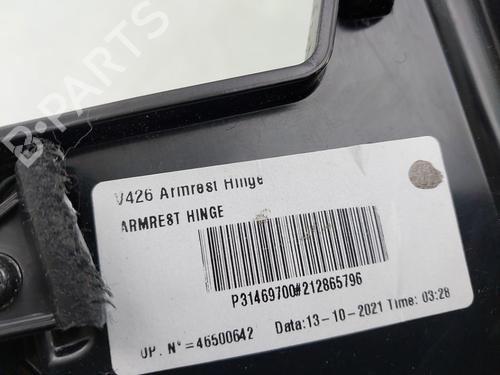 V426 Armrest Hinge
ARMREST HINGE
P31469700#212865796
OP. N°=46500642 Data:13-10-2021 Time: 03:28
B-PARTS